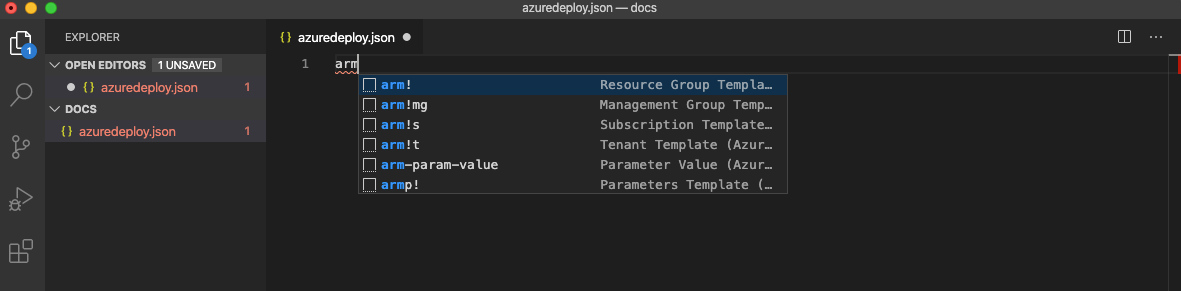 azuredeploy.json — docs
EXPLORER
OPEN EDITORS 1 UNSAVED
{} azuredeploy.json 1
DOCS
{} azuredeploy.json 1
1
{} azuredeploy.json
1 arm
arm! Resource Group Templa…
arm!mg Management Group Temp…
arm!s Subscription Template…
arm!t Tenant Template (Azur…
arm-param-value Parameter Value (Azur…
armp! Parameters Template (…